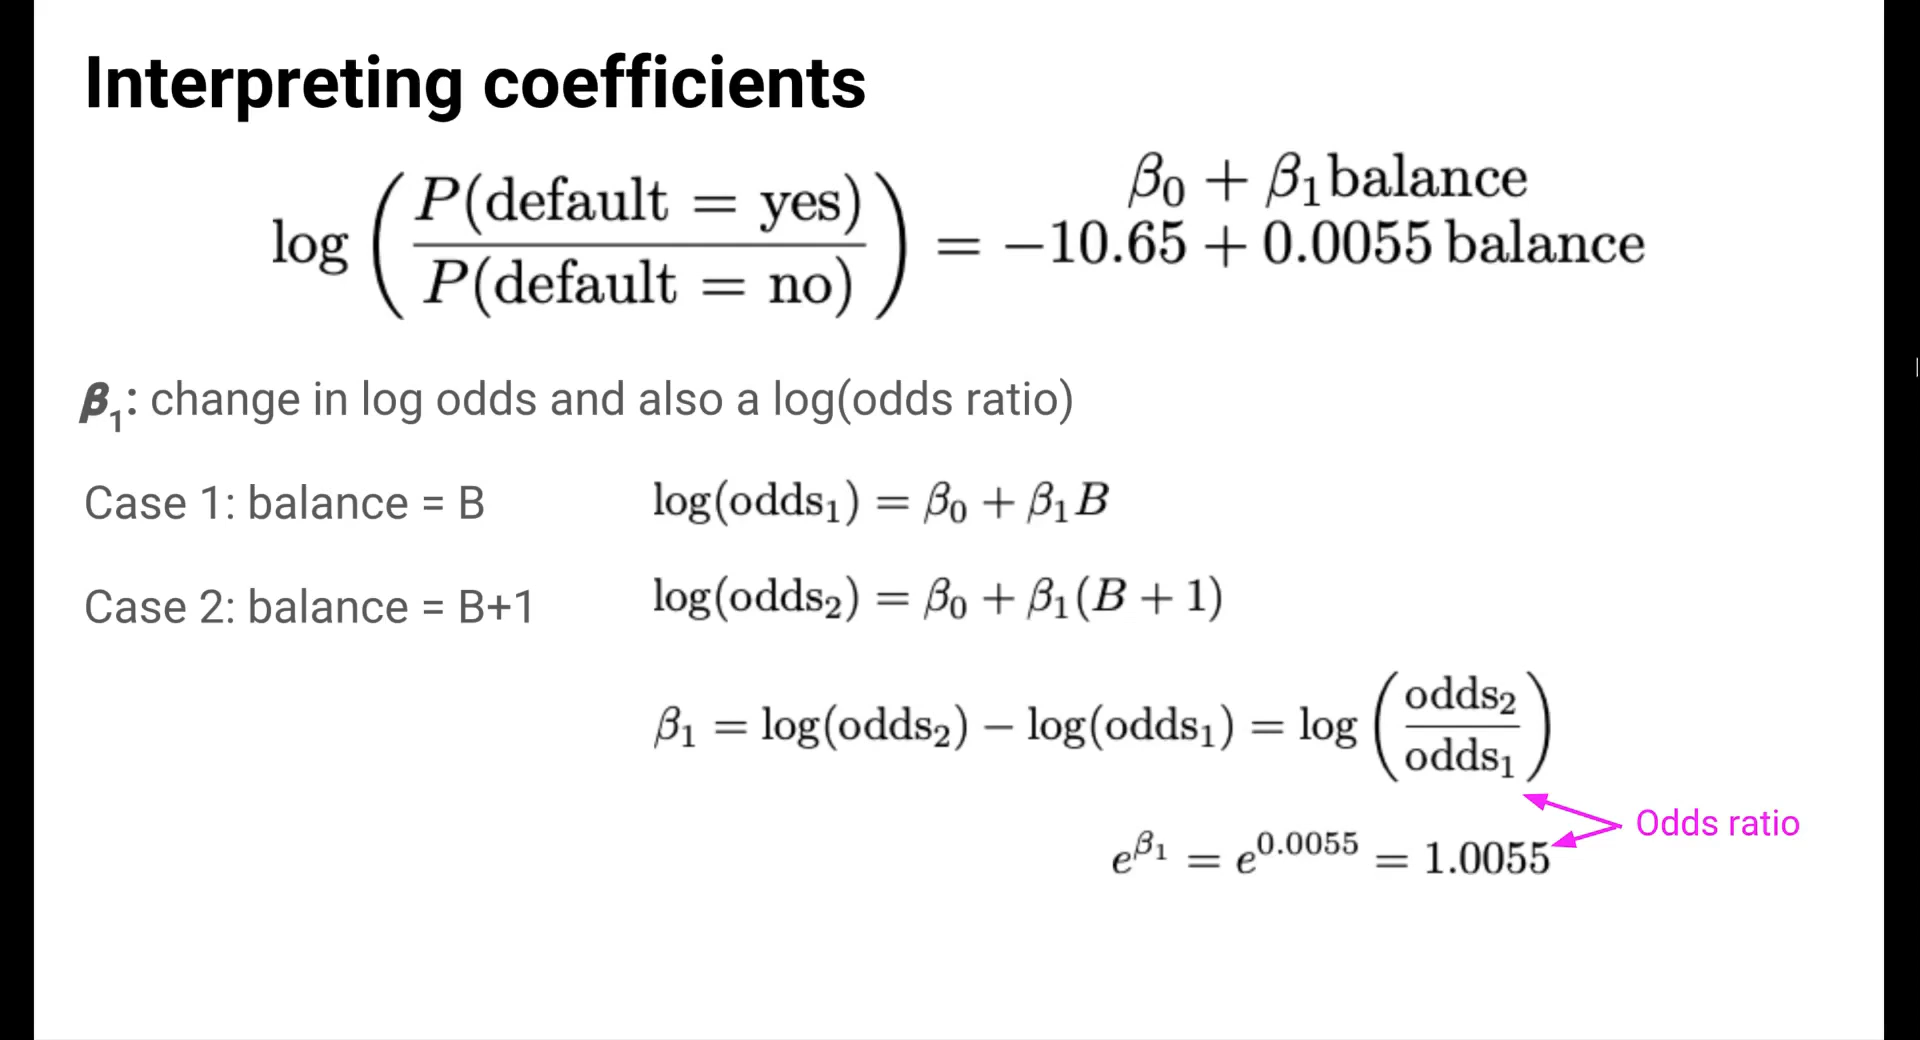 Interpreting coefficients
β₀ + β₁balance
log ( P(default = yes) / P(default = no) ) = −10.65 + 0.0055 balance
β₁: change in log odds and also a log(odds ratio)
Case 1: balance = B log(odds₁) = β₀ + β₁B
Case 2: balance = B+1 log(odds₂) = β₀ + β₁(B + 1)
β₁ = log(odds₂) − log(odds₁) = log ( odds₂ / odds₁ )
Odds ratio
e^β₁ = e^0.0055 = 1.0055